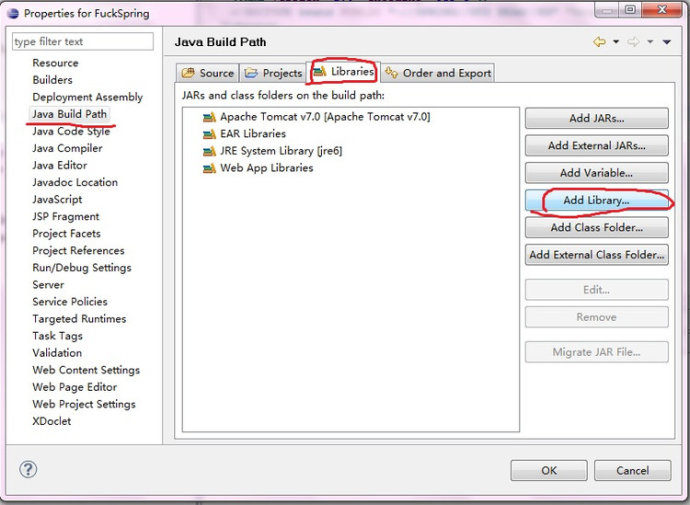 Properties for FuckSpring
type filter text
Resource
Builders
Deployment Assembly
Java Build Path
Java Code Style
Java Compiler
Java Editor
Javadoc Location
JavaScript
JSP Fragment
Project Facets
Project References
Run/Debug Settings
Server
Service Policies
Targeted Runtimes
Task Tags
Validation
Web Content Settings
Web Page Editor
Web Project Settings
XDoclet
Java Build Path
Source Projects Libraries Order and Export
JARs and class folders on the build path:
Apache Tomcat v7.0 [Apache Tomcat v7.0]
EAR Libraries
JRE System Library [jre6]
Web App Libraries
Add JARs...
Add External JARs...
Add Variable...
Add Library...
Add Class Folder...
Add External Class Folder...
Edit...
Remove
Migrate JAR File...
OK Cancel